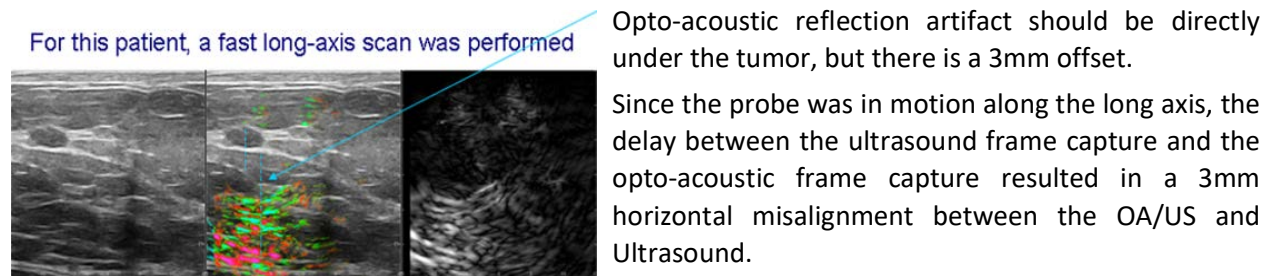 For this patient, a fast long-axis scan was performed
Opto-acoustic reflection artifact should be directly
under the tumor, but there is a 3mm offset.
Since the probe was in motion along the long axis, the
delay between the ultrasound frame capture and the
opto-acoustic frame capture resulted in a 3mm
horizontal misalignment between the OA/US and
Ultrasound.